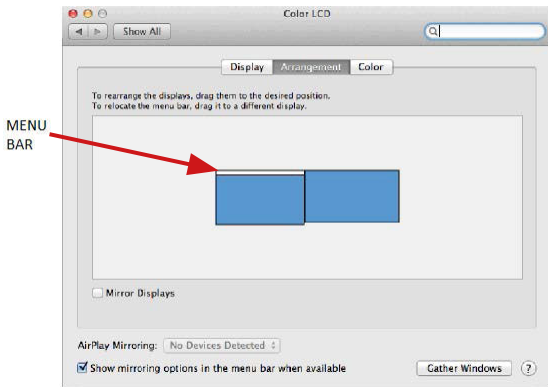 Color LCD
Show All
Display Arrangement Color
To rearrange the displays, drag them to the desired position.
To relocate the menu bar, drag it to a different display.
MENU
BAR
Mirror Displays
AirPlay Mirroring: No Devices Detected
Show mirroring options in the menu bar when available
Gather Windows ?